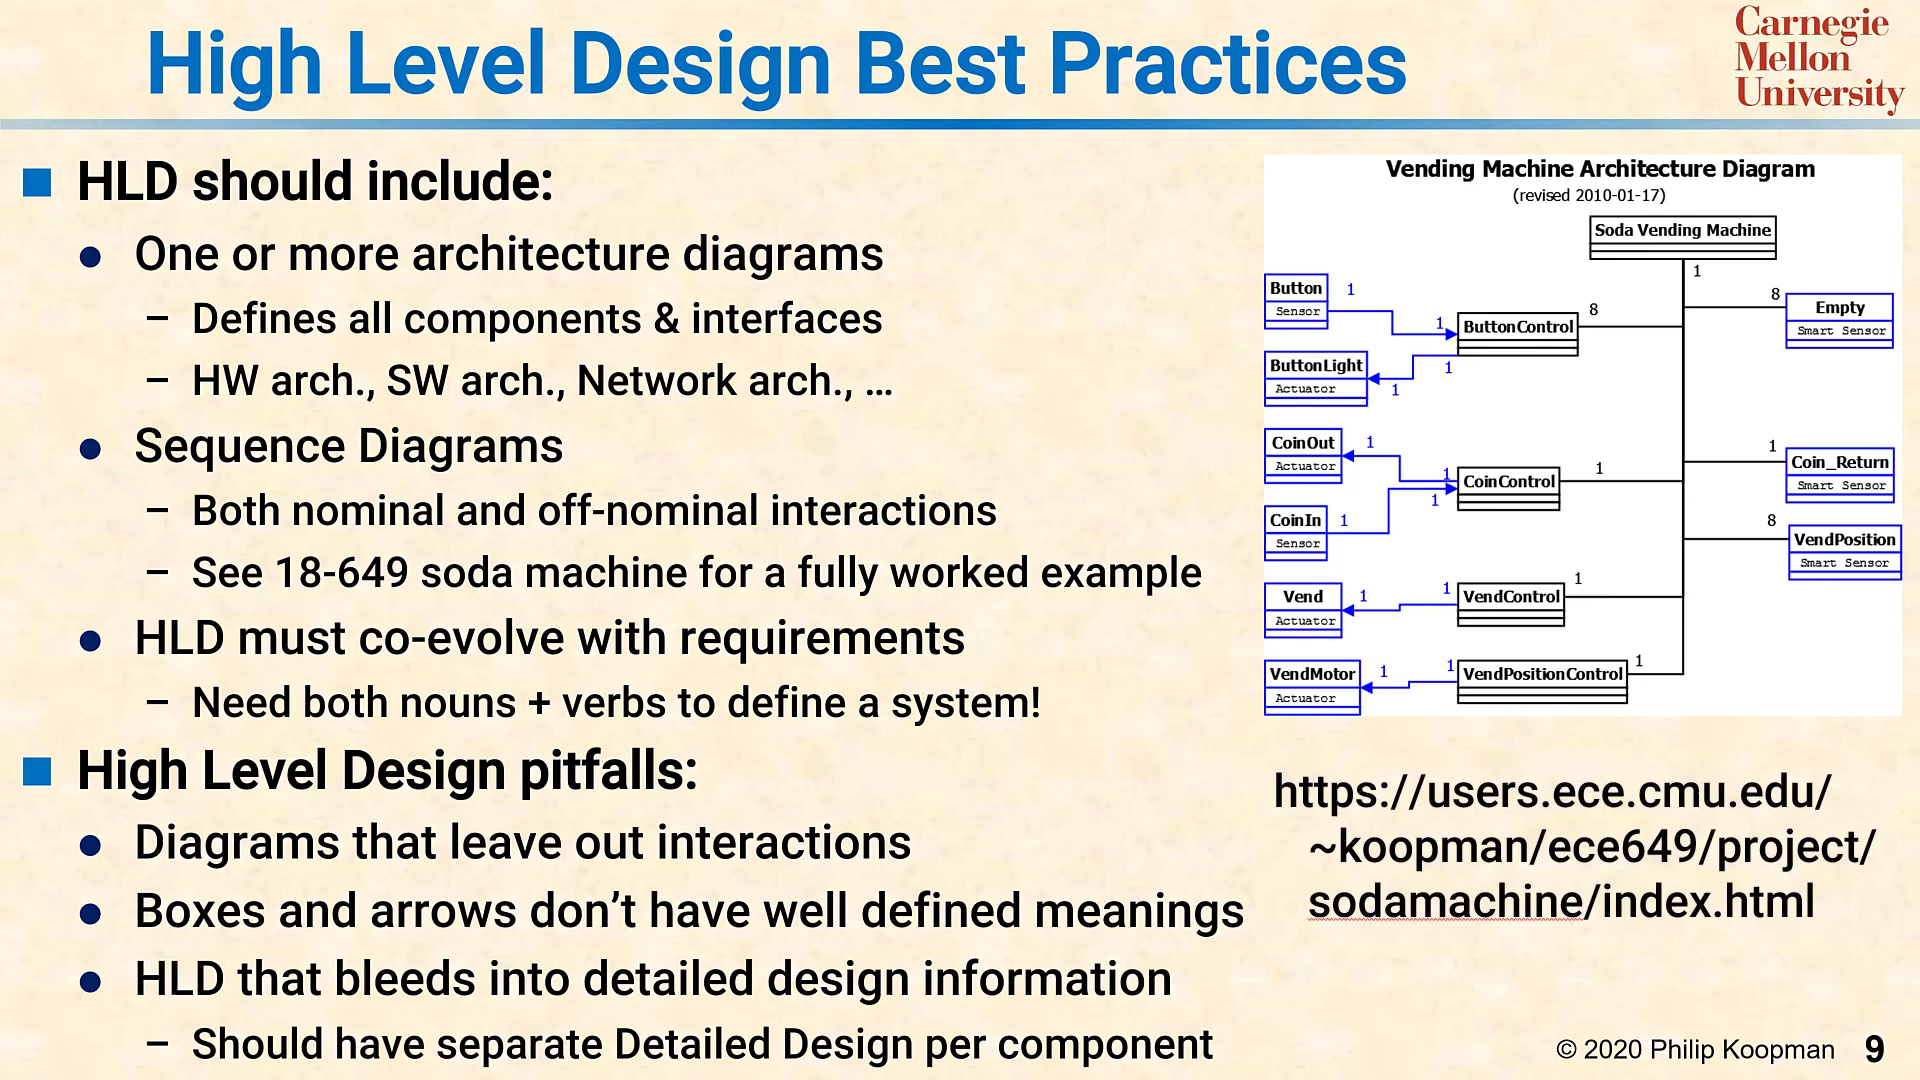 High Level Design Best Practices
Carnegie
Mellon
University
■ HLD should include:
● One or more architecture diagrams
– Defines all components & interfaces
– HW arch., SW arch., Network arch., …
● Sequence Diagrams
– Both nominal and off-nominal interactions
– See 18-649 soda machine for a fully worked example
● HLD must co-evolve with requirements
– Need both nouns + verbs to define a system!
■ High Level Design pitfalls:
● Diagrams that leave out interactions
● Boxes and arrows don’t have well defined meanings
● HLD that bleeds into detailed design information
– Should have separate Detailed Design per component
Vending Machine Architecture Diagram
(revised 2010-01-17)
Soda Vending Machine
1
Button
Sensor
1
1
ButtonControl
8
8
Empty
Smart Sensor
ButtonLight
Actuator
1
1
CoinOut
Actuator
1
1
CoinControl
1
1
Coin_Return
Smart Sensor
CoinIn
Sensor
1
1
8
VendPosition
Smart Sensor
Vend
Actuator
1
1
VendControl
1
VendMotor
Actuator
1
1
VendPositionControl
1
https://users.ece.cmu.edu/
~koopman/ece649/project/
sodamachine/index.html
© 2020 Philip Koopman 9